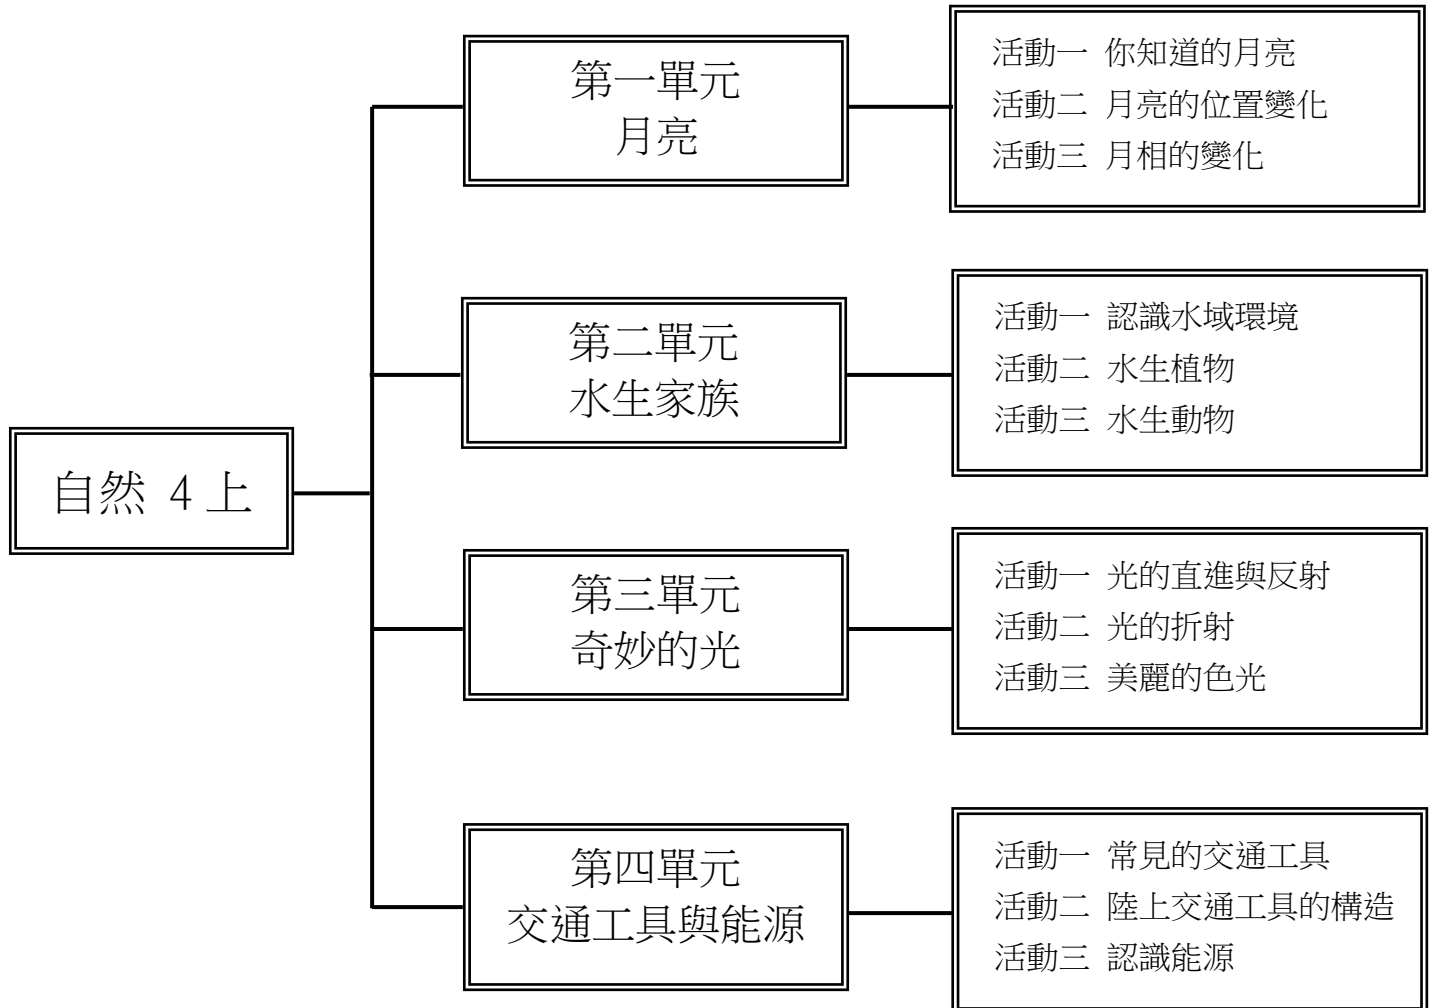 自然 4 上
第一單元
月亮
活動一 你知道的月亮
活動二 月亮的位置變化
活動三 月相的變化
第二單元
水生家族
活動一 認識水域環境
活動二 水生植物
活動三 水生動物
第三單元
奇妙的光
活動一 光的直進與反射
活動二 光的折射
活動三 美麗的色光
第四單元
交通工具與能源
活動一 常見的交通工具
活動二 陸上交通工具的構造
活動三 認識能源